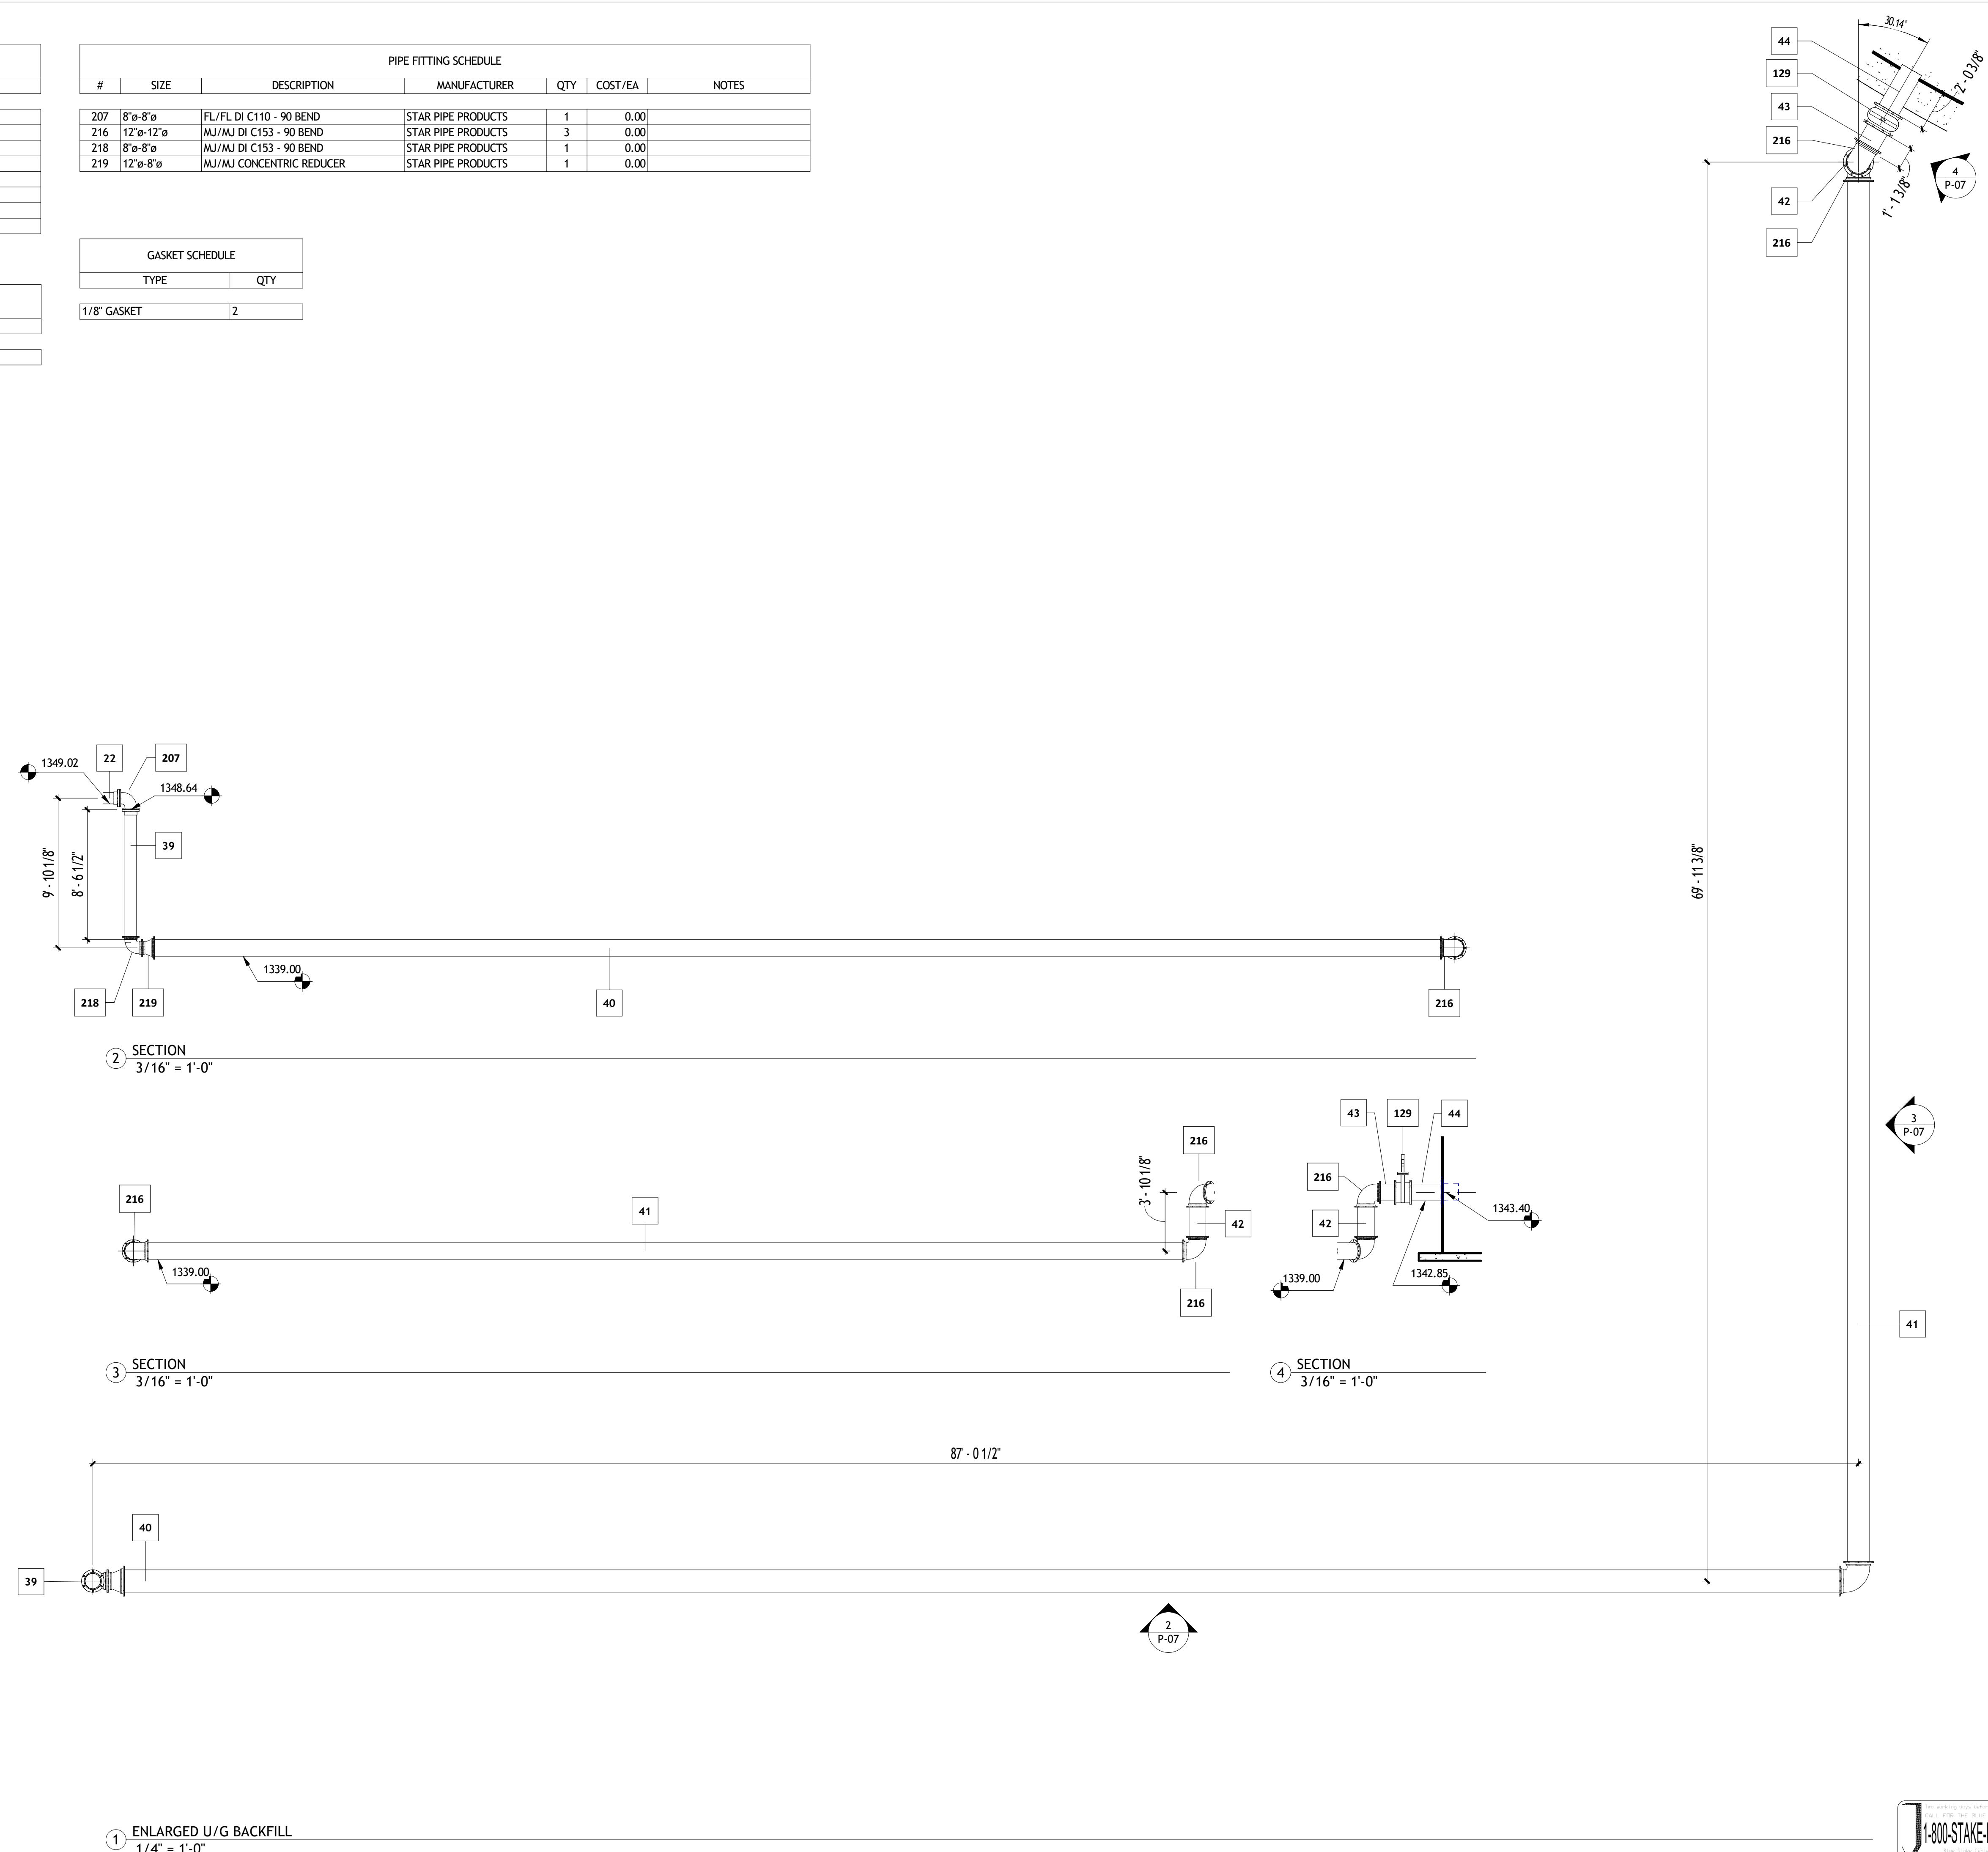 PIPE FITTING SCHEDULE
# SIZE DESCRIPTION MANUFACTURER QTY COST/EA NOTES
207 8"ø-8"ø FL/FL DI C110 - 90 BEND STAR PIPE PRODUCTS 1 0.00
216 12"ø-12"ø MJ/MJ DI C153 - 90 BEND STAR PIPE PRODUCTS 3 0.00
218 8"ø-8"ø MJ/MJ DI C153 - 90 BEND STAR PIPE PRODUCTS 1 0.00
219 12"ø-8"ø MJ/MJ CONCENTRIC REDUCER STAR PIPE PRODUCTS 1 0.00
GASKET SCHEDULE
TYPE QTY
1/8" GASKET 2
30.14°
44
129
43
216
42
216
2' - 0 3/8"
1' - 1 3/8"
4
P-07
69' - 11 3/8"
1349.02
22
207
1348.64
39
9' - 10 1/8"
8' - 6 1/2"
1339.00
218
219
40
216
2 SECTION
3/16" = 1'-0"
216
41
3' - 10 1/8"
216
42
1339.00
216
3 SECTION
3/16" = 1'-0"
43
129
44
216
42
1343.40
1339.00
1342.85
4 SECTION
3/16" = 1'-0"
3
P-07
41
87' - 0 1/2"
40
39
2
P-07
1 ENLARGED U/G BACKFILL
1/4" = 1'-0"
CALL FOR THE BLUE
1-800-STAKE-